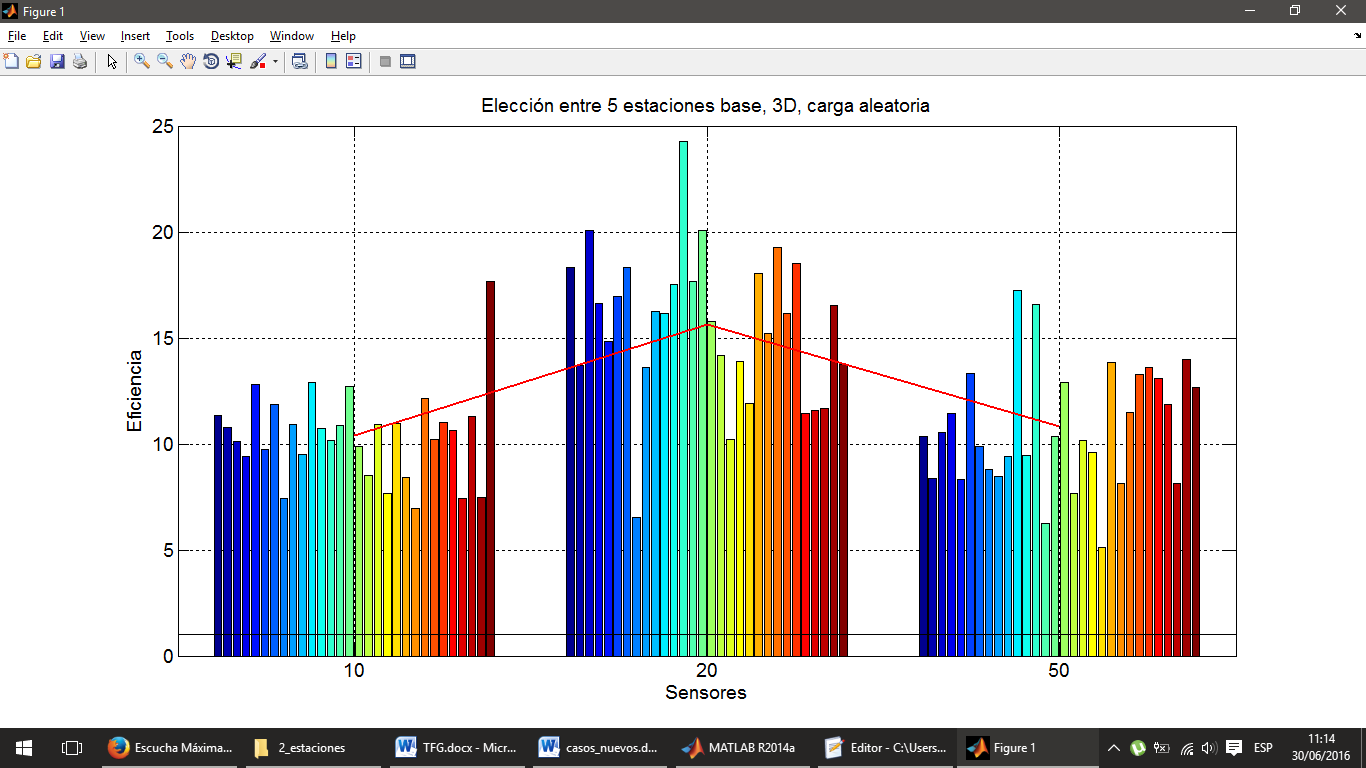 Figure 1
File Edit View Insert Tools Desktop Window Help
Elección entre 5 estaciones base, 3D, carga aleatoria
25
20
15
10
5
0
Eficiencia
10 20 50
Sensores
Escucha Máxima... 2_estaciones TFG.docx - Micr... casos_nuevos.d... MATLAB R2014a Editor - C:\Users... Figure 1 ESP 11:14
30/06/2016